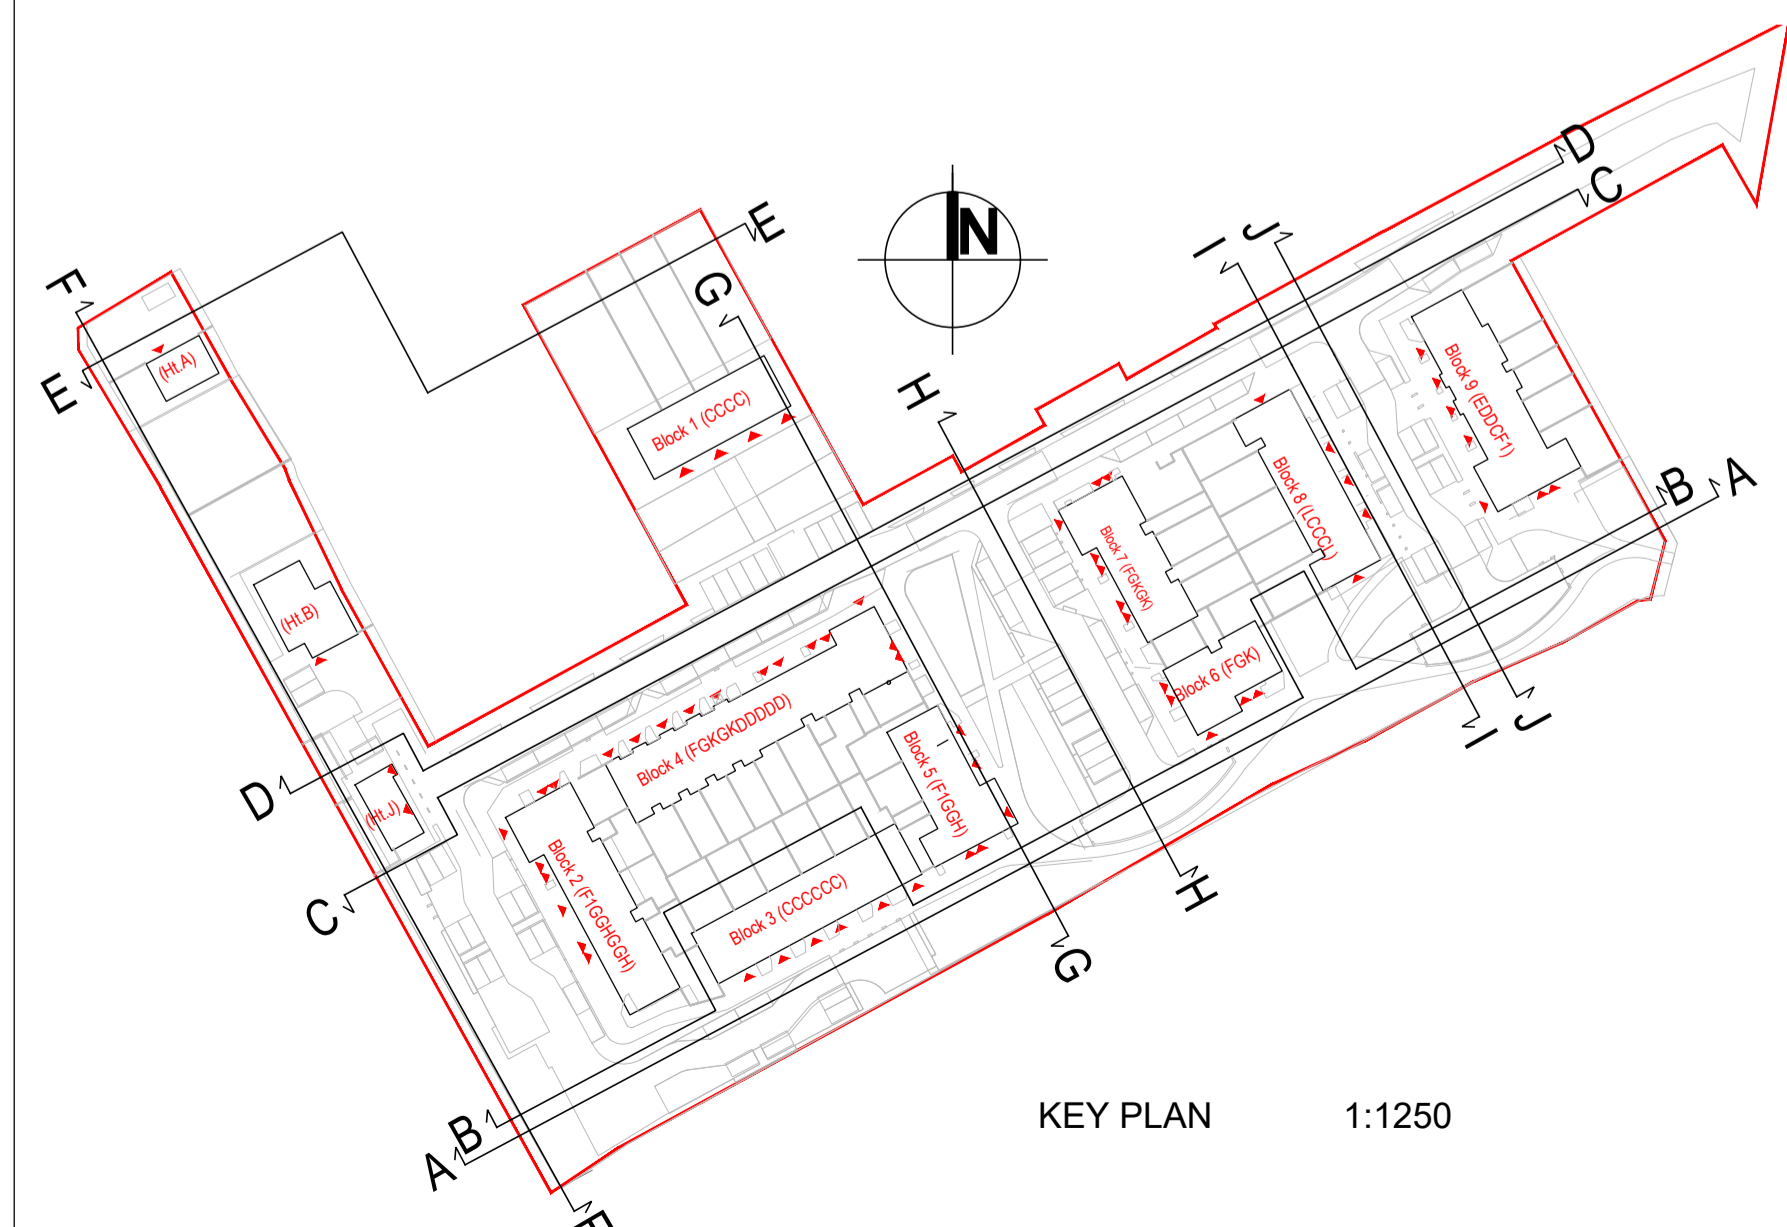 D
C
E
F
N
I
J
G
E
(Ht.A)
H
Block 1 (CCCC)
Block 9 (EDDCF1)
Block 8 (LCCCL)
B
A
Block 7 (FGKGK)
(Ht.B)
Block 6 (FGK)
I
J
Block 4 (FGKGKDDDDD)
Block 5 (F1GGH)
D
(Ht.J)
Block 2 (F1GGHGGH)
Block 3 (CCCCCC)
H
C
G
KEY PLAN 1:1250
B
A
F